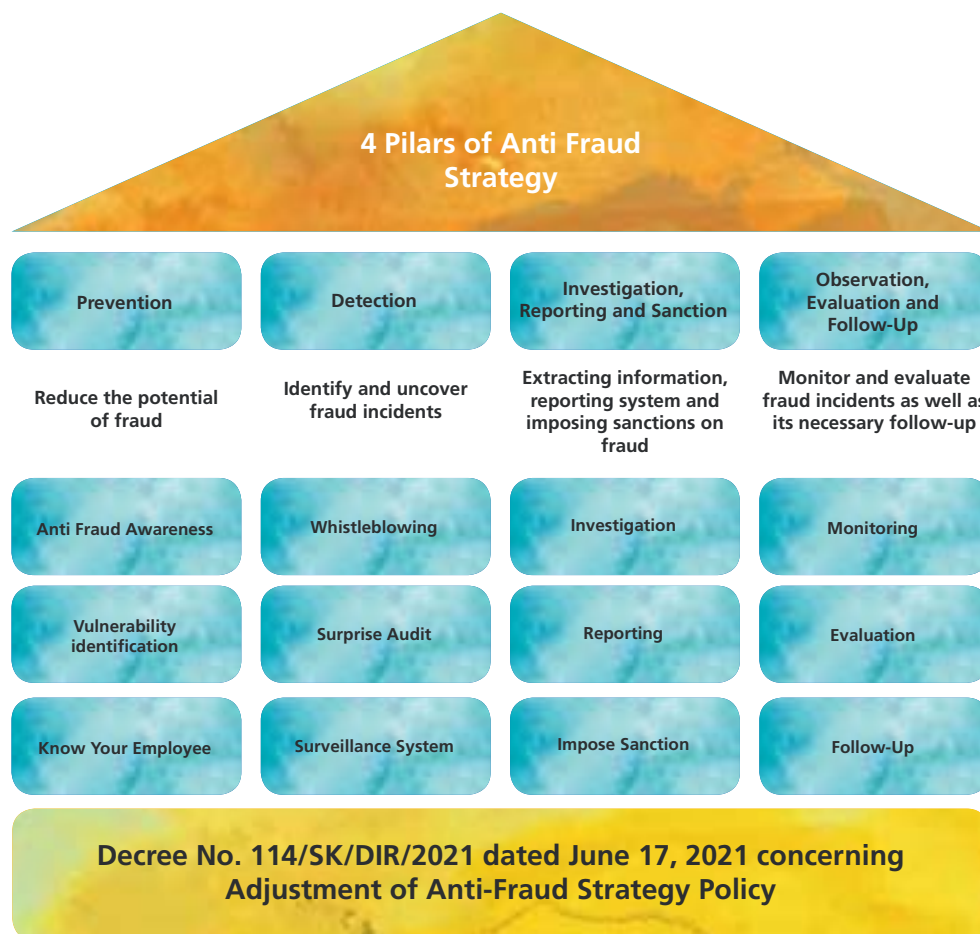 4 Pilars of Anti Fraud
Strategy
Prevention
Detection
Investigation,
Reporting and Sanction
Observation,
Evaluation and
Follow-Up
Reduce the potential
of fraud
Identify and uncover
fraud incidents
Extracting information,
reporting system and
imposing sanctions on
fraud
Monitor and evaluate
fraud incidents as well as
its necessary follow-up
Anti Fraud Awareness
Whistleblowing
Investigation
Monitoring
Vulnerability
identification
Surprise Audit
Reporting
Evaluation
Know Your Employee
Surveillance System
Impose Sanction
Follow-Up
Decree No. 114/SK/DIR/2021 dated June 17, 2021 concerning
Adjustment of Anti-Fraud Strategy Policy